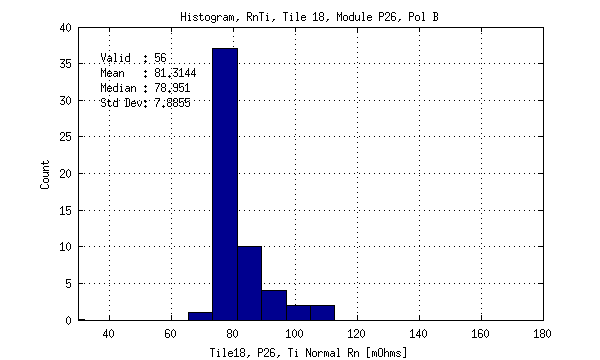 Histogram, RnTi, Tile 18, Module P26, Pol B
40
35
30
25
20
15
10
5
0
Count
Valid : 56
Mean : 81.3144
Median : 78.951
Std Dev: 7.8855
40 60 80 100 120 140 160 180
Tile18, P26, Ti Normal Rn [mOhms]